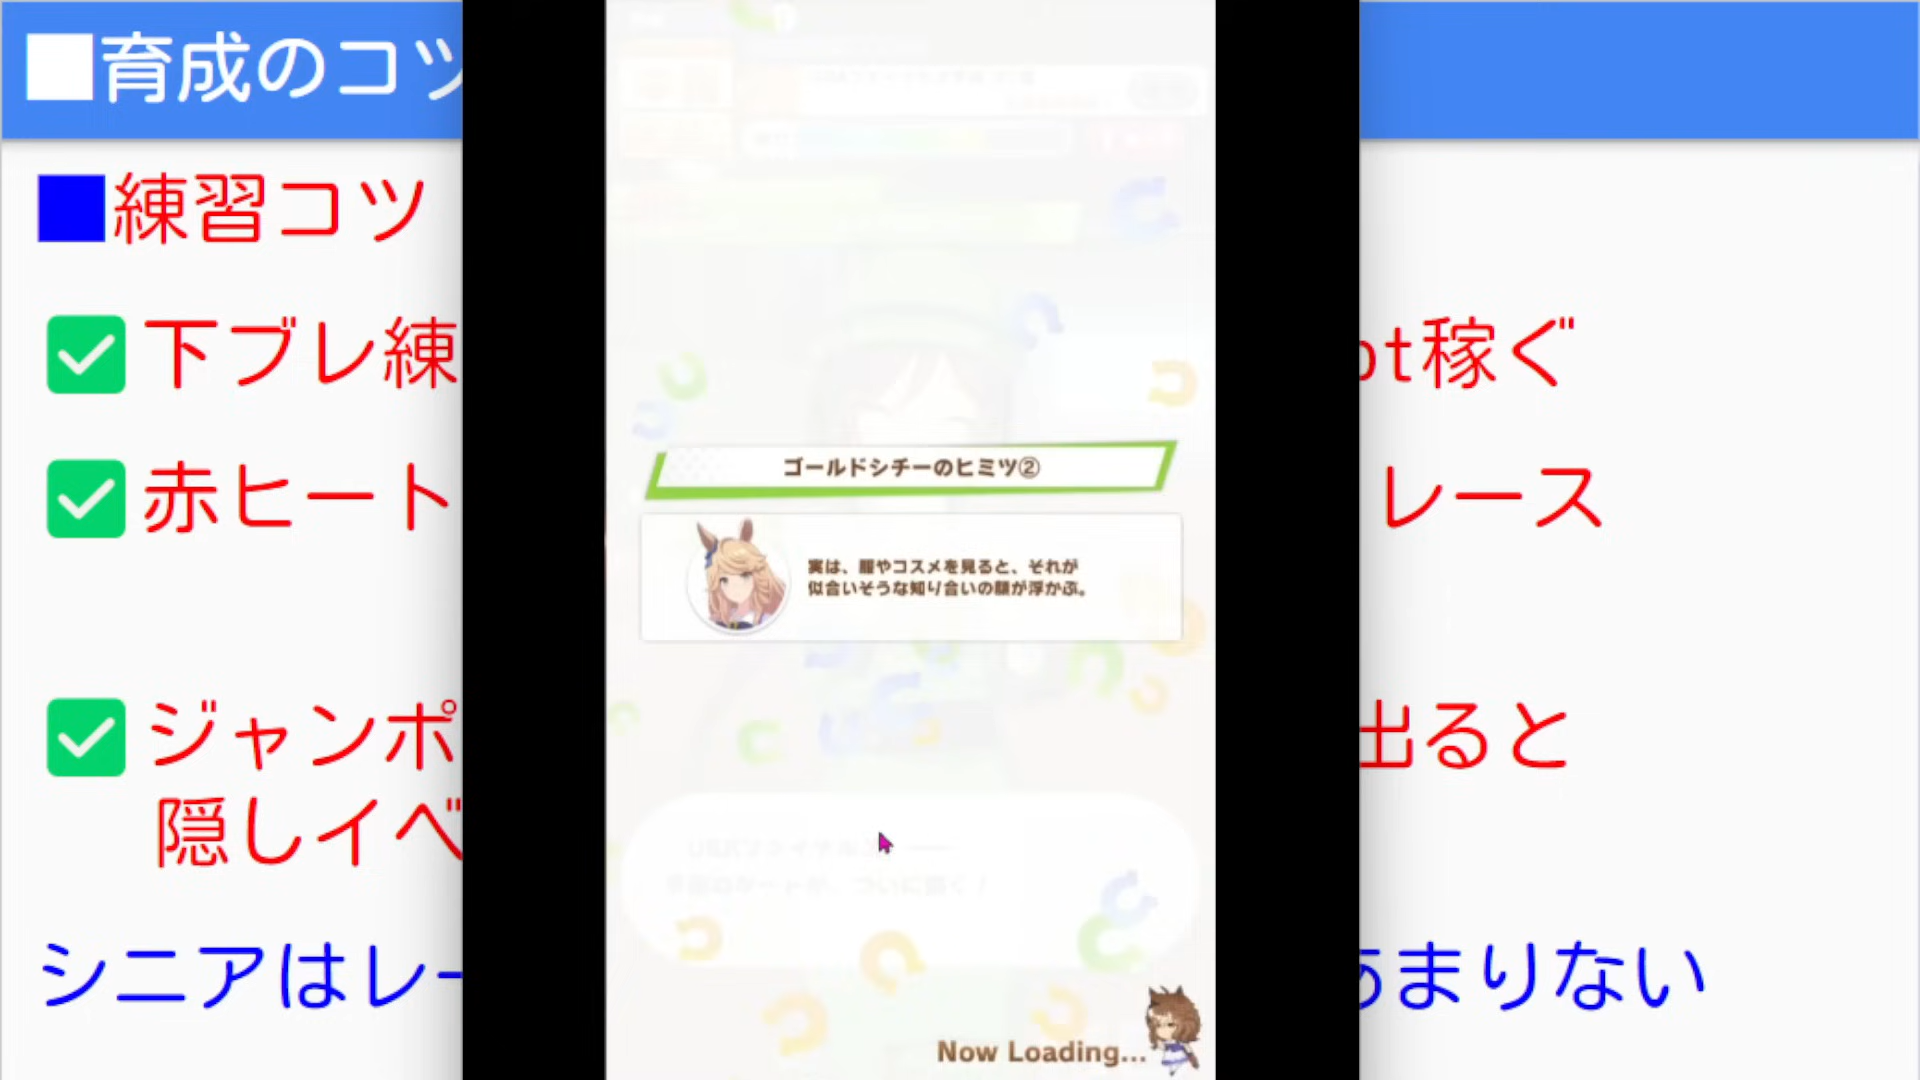 ■育成のコツ
■練習コツ
下ブレ練
pt稼ぐ
赤ヒート
レース
ゴールドシチーのヒミツ②
実は、服やコスメを見ると、それが
似合いそうな知り合いの顔が浮かぶ。
ジャンポ
出ると
隠しイベ
シニアはレー
あまりない
Now Loading...